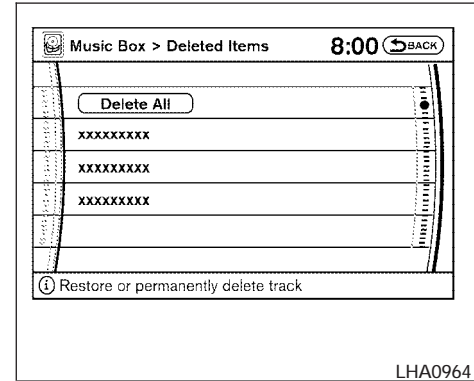 Music Box > Deleted Items 8:00 BACK
Delete All
xxxxxxxxx
xxxxxxxxx
xxxxxxxxx
i Restore or permanently delete track
LHA0964